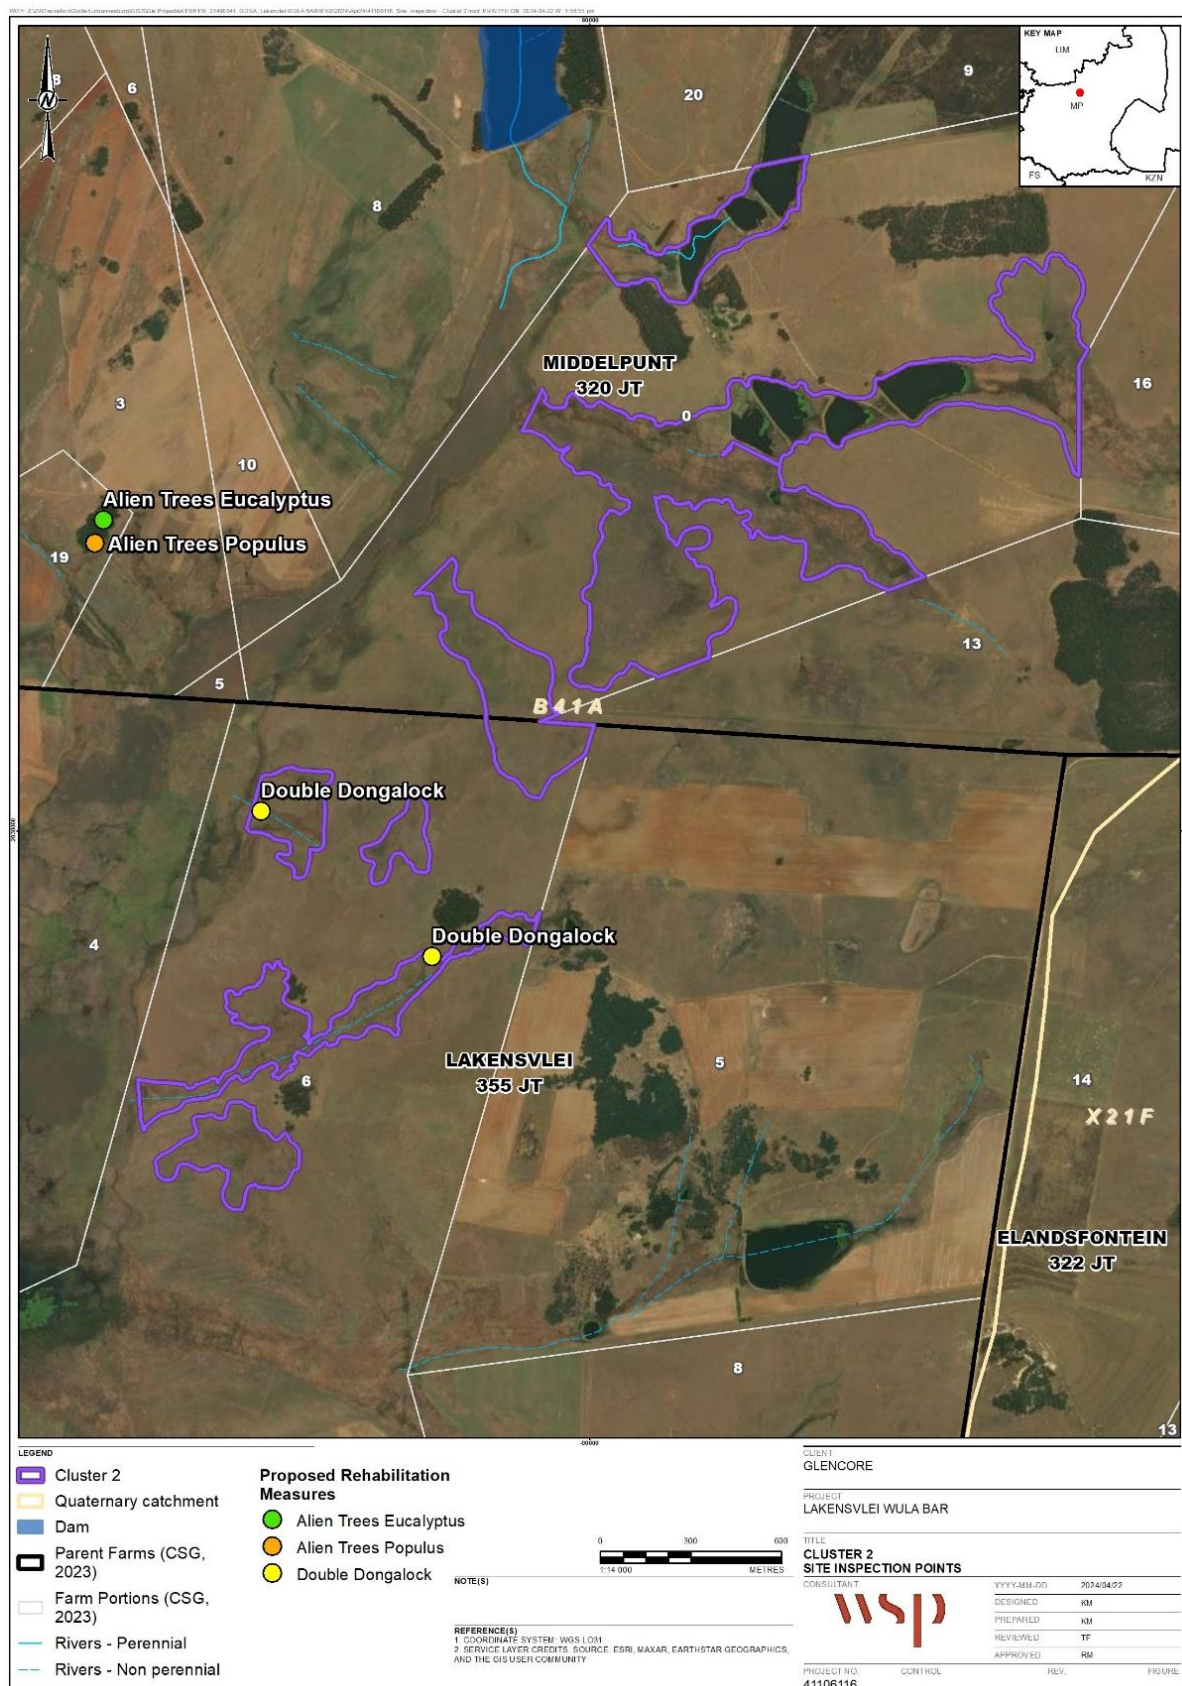 90000
KEY MAP
LIM
MP
FS
KZN
N
8
6
20
9
8
MIDDELPUNT
320 JT
0
16
3
10
Alien Trees Eucalyptus
Alien Trees Populus
19
13
5
B41A
Double Dongalock
4
Double Dongalock
LAKENSVLEI
355 JT
5
6
14
X21F
ELANDSFONTEIN
322 JT
8
13
-90000
LEGEND
Cluster 2
Quaternary catchment
Dam
Parent Farms (CSG,
2023)
Farm Portions (CSG,
2023)
Rivers - Perennial
Rivers - Non perennial
Proposed Rehabilitation
Measures
Alien Trees Eucalyptus
Alien Trees Populus
Double Dongalock
0 300 600
1:14 000 METRES
NOTE(S)
REFERENCE(S)
1. COORDINATE SYSTEM: WGS LO31
2. SERVICE LAYER CREDITS: SOURCE: ESRI, MAXAR, EARTHSTAR GEOGRAPHICS,
AND THE GIS USER COMMUNITY
CLIENT
GLENCORE
PROJECT
LAKENSVLEI WULA BAR
TITLE
CLUSTER 2
SITE INSPECTION POINTS
CONSULTANT
wsp
YYYY-MM-DD 2024/04/22
DESIGNED KM
PREPARED KM
REVIEWED TF
APPROVED RM
PROJECT NO. CONTROL REV. FIGURE
41106116